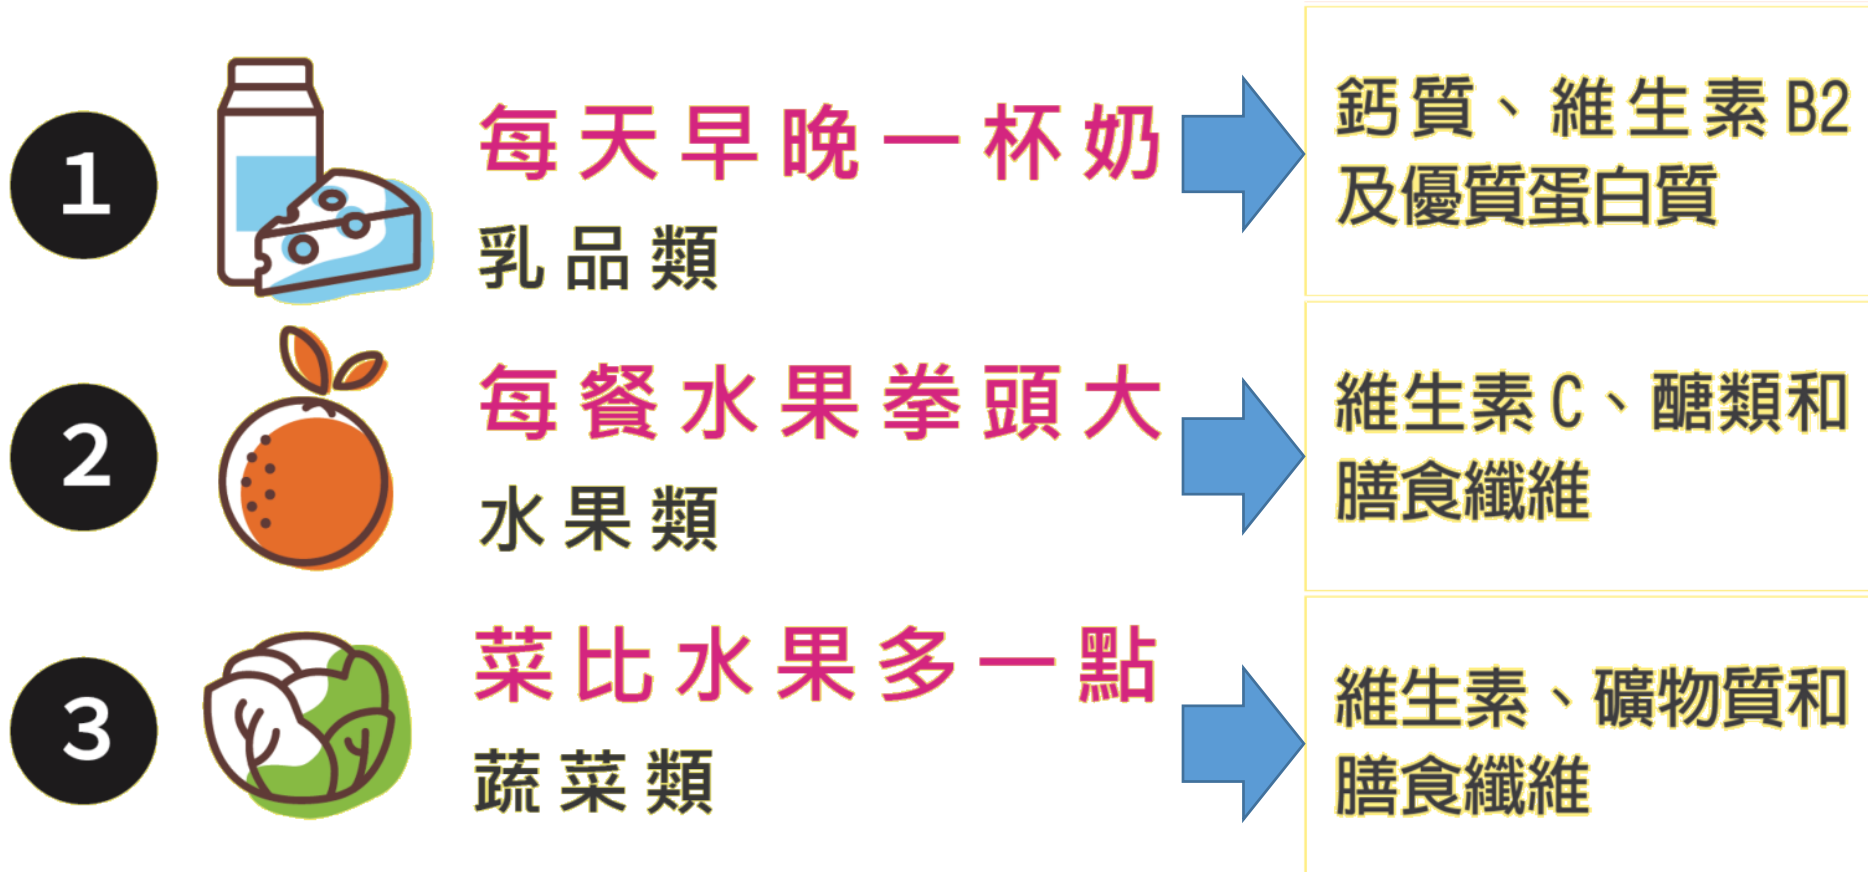 1
每天早晚一杯奶
乳品類
鈣質、維生素B2
及優質蛋白質
2
每餐水果拳頭大
水果類
維生素C、醣類和
膳食纖維
3
菜比水果多一點
蔬菜類
維生素、礦物質和
膳食纖維